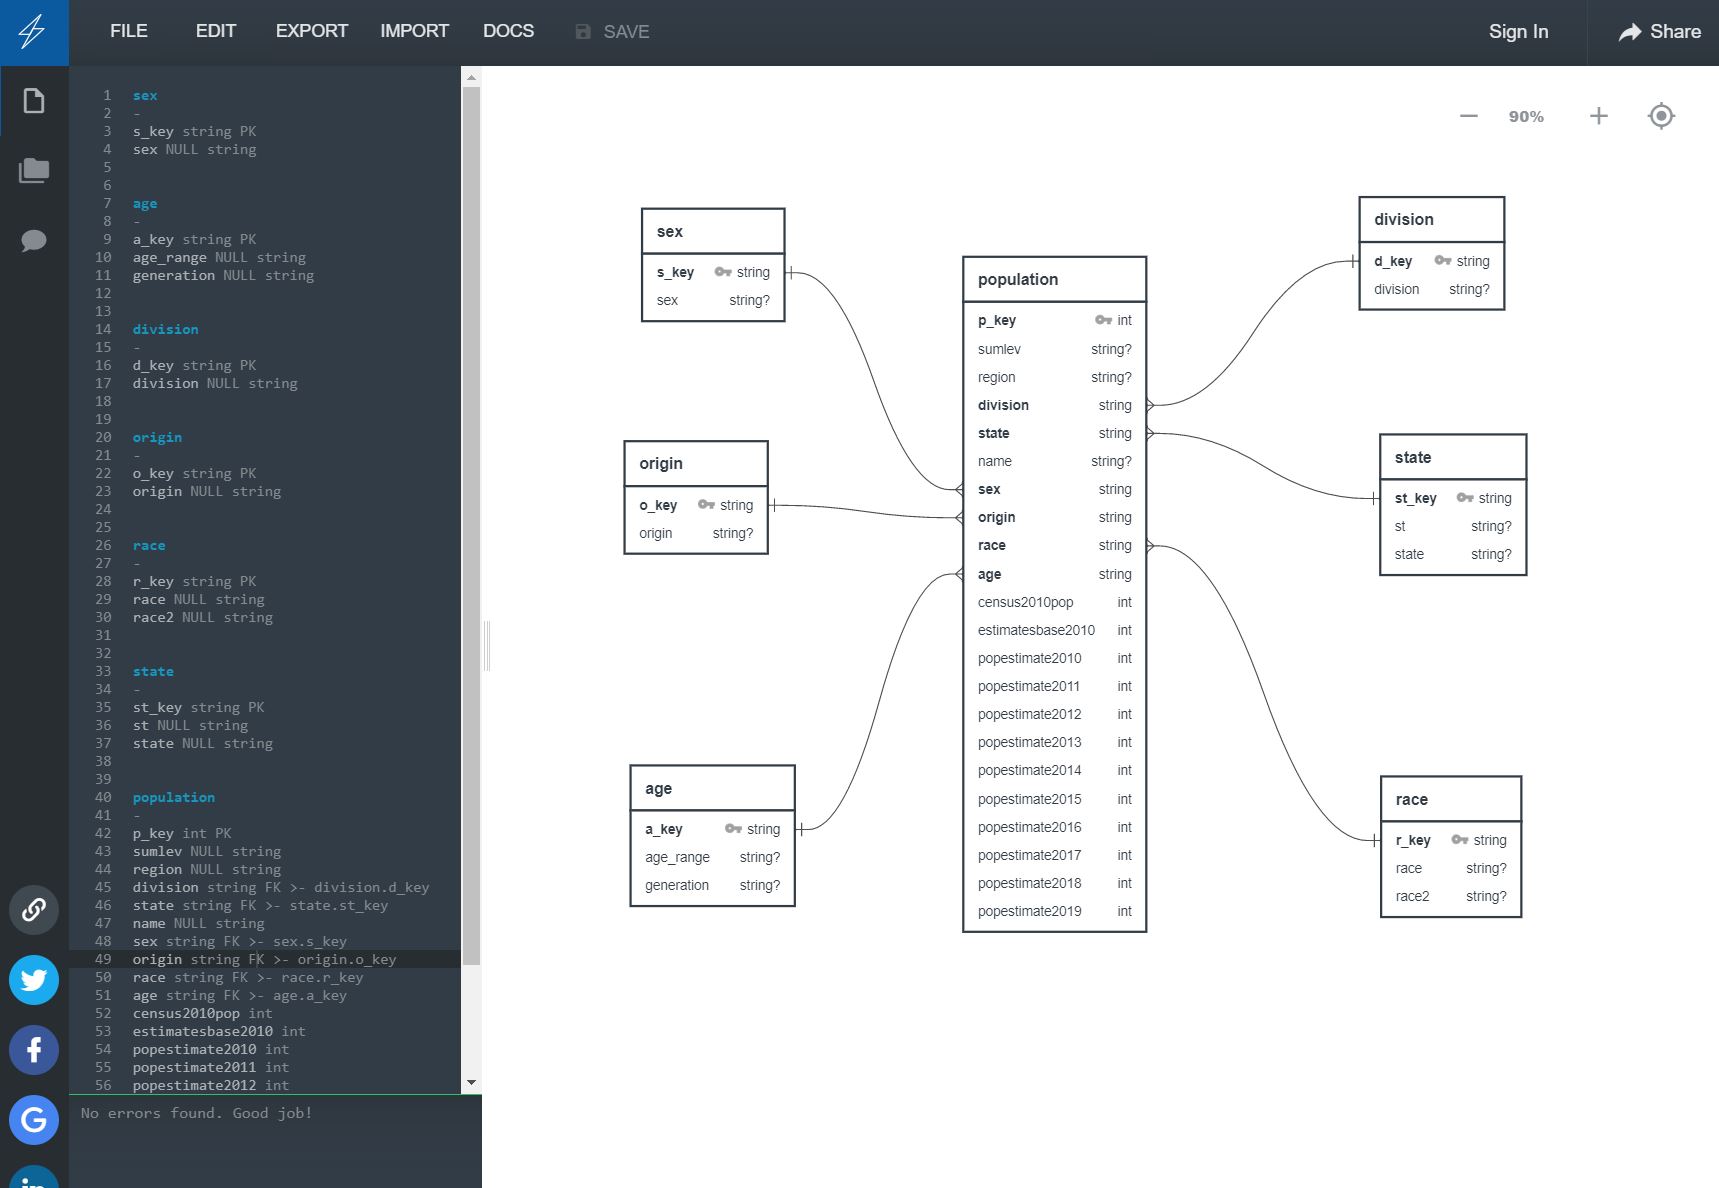 FILE EDIT EXPORT IMPORT DOCS SAVE Sign In Share
1 sex
2 -
3 s_key string PK
4 sex NULL string
5
6
7 age
8 -
9 a_key string PK
10 age_range NULL string
11 generation NULL string
12
13
14 division
15 -
16 d_key string PK
17 division NULL string
18
19
20 origin
21 -
22 o_key string PK
23 origin NULL string
24
25
26 race
27 -
28 r_key string PK
29 race NULL string
30 race2 NULL string
31
32
33 state
34 -
35 st_key string PK
36 st NULL string
37 state NULL string
38
39
40 population
41 -
42 p_key int PK
43 sumlev NULL string
44 region NULL string
45 division string FK >- division.d_key
46 state string FK >- state.st_key
47 name NULL string
48 sex string FK >- sex.s_key
49 origin string FK >- origin.o_key
50 race string FK >- race.r_key
51 age string FK >- age.a_key
52 census2010pop int
53 estimatesbase2010 int
54 popestimate2010 int
55 popestimate2011 int
56 popestimate2012 int
No errors found. Good job!
90%
sex
s_key string
sex string?
origin
o_key string
origin string?
age
a_key string
age_range string?
generation string?
population
p_key int
sumlev string?
region string?
division string
state string
name string?
sex string
origin string
race string
age string
census2010pop int
estimatesbase2010 int
popestimate2010 int
popestimate2011 int
popestimate2012 int
popestimate2013 int
popestimate2014 int
popestimate2015 int
popestimate2016 int
popestimate2017 int
popestimate2018 int
popestimate2019 int
division
d_key string
division string?
state
st_key string
st string?
state string?
race
r_key string
race string?
race2 string?
f
G
in